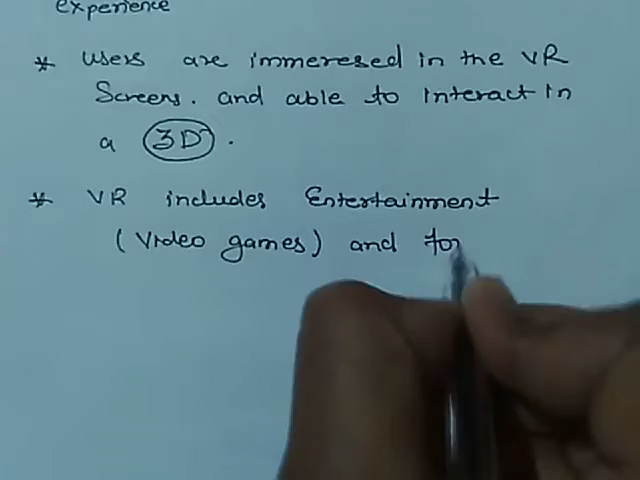 experience
* Users are immeresed in the VR
Screens. and able to interact in
a 3D .
* VR includes Entertainment
(Video games) and for